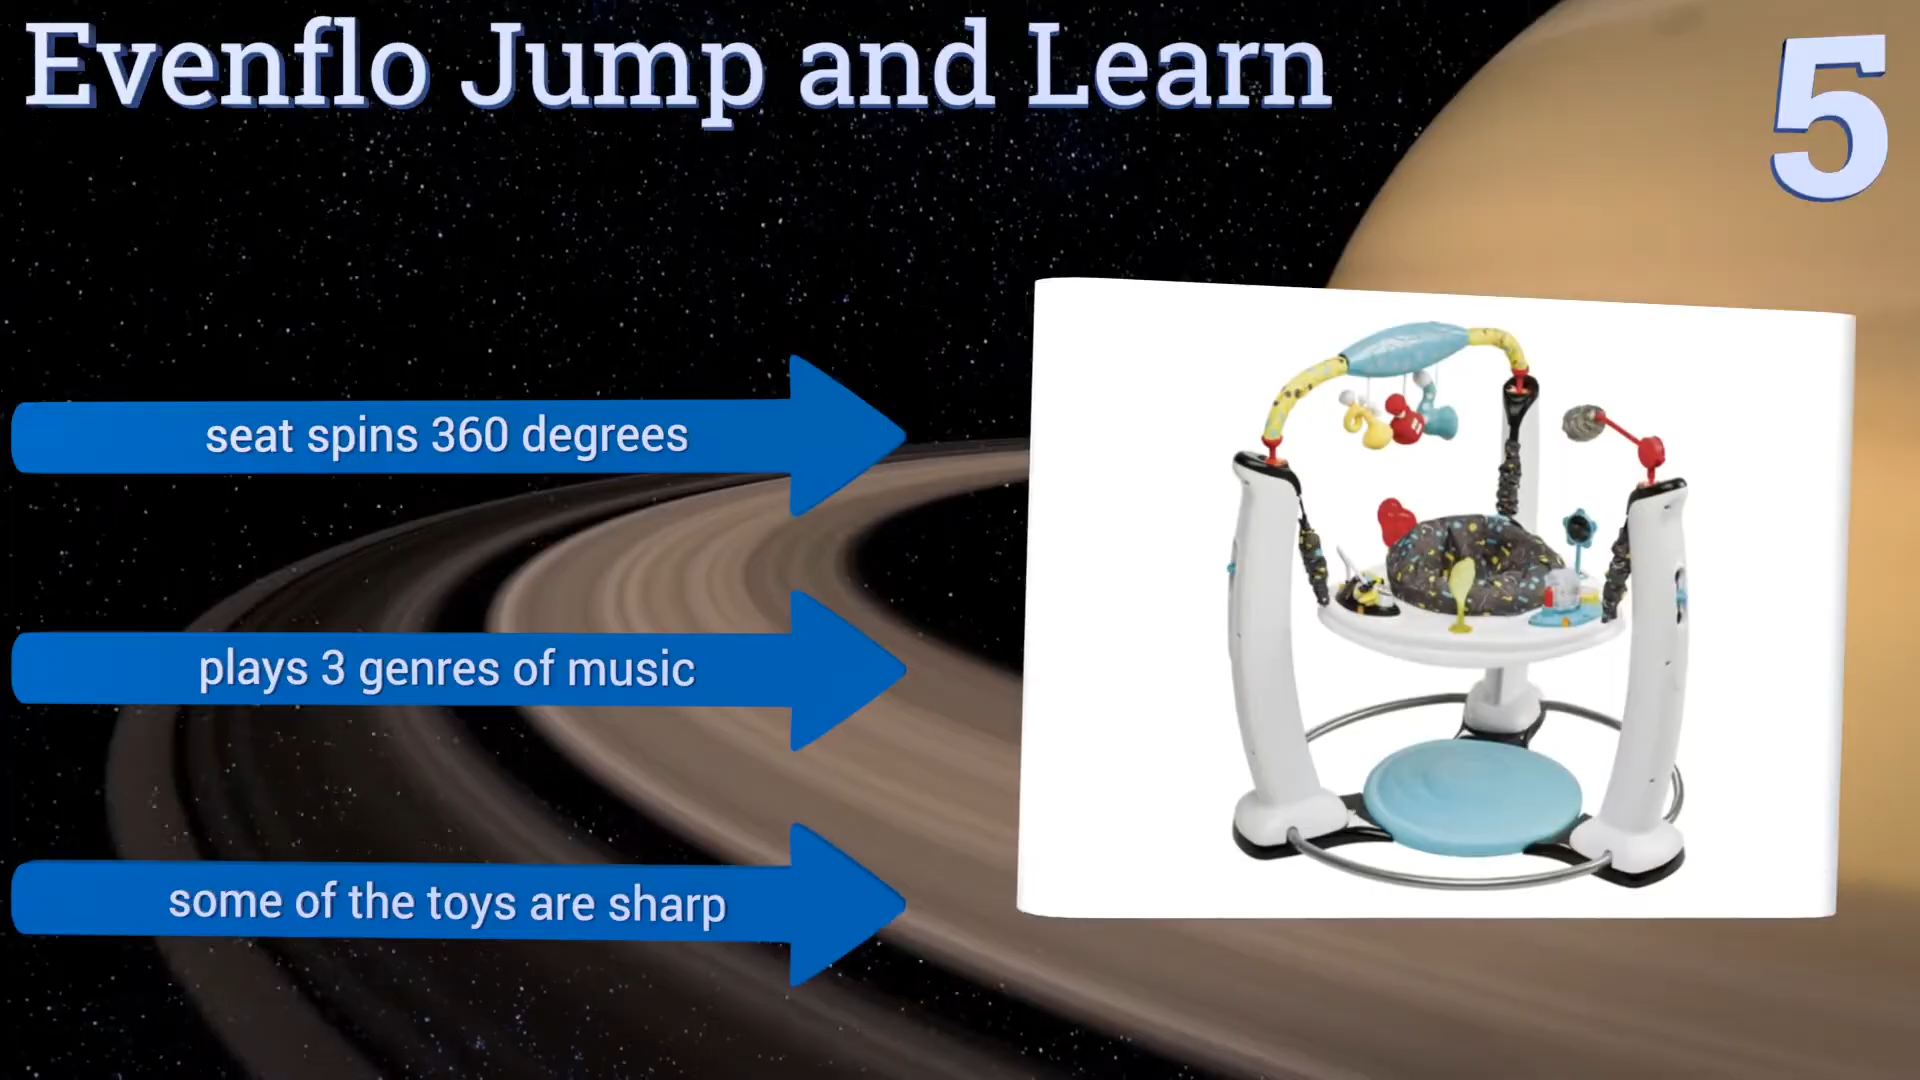 Evenflo Jump and Learn
5
seat spins 360 degrees
plays 3 genres of music
some of the toys are sharp